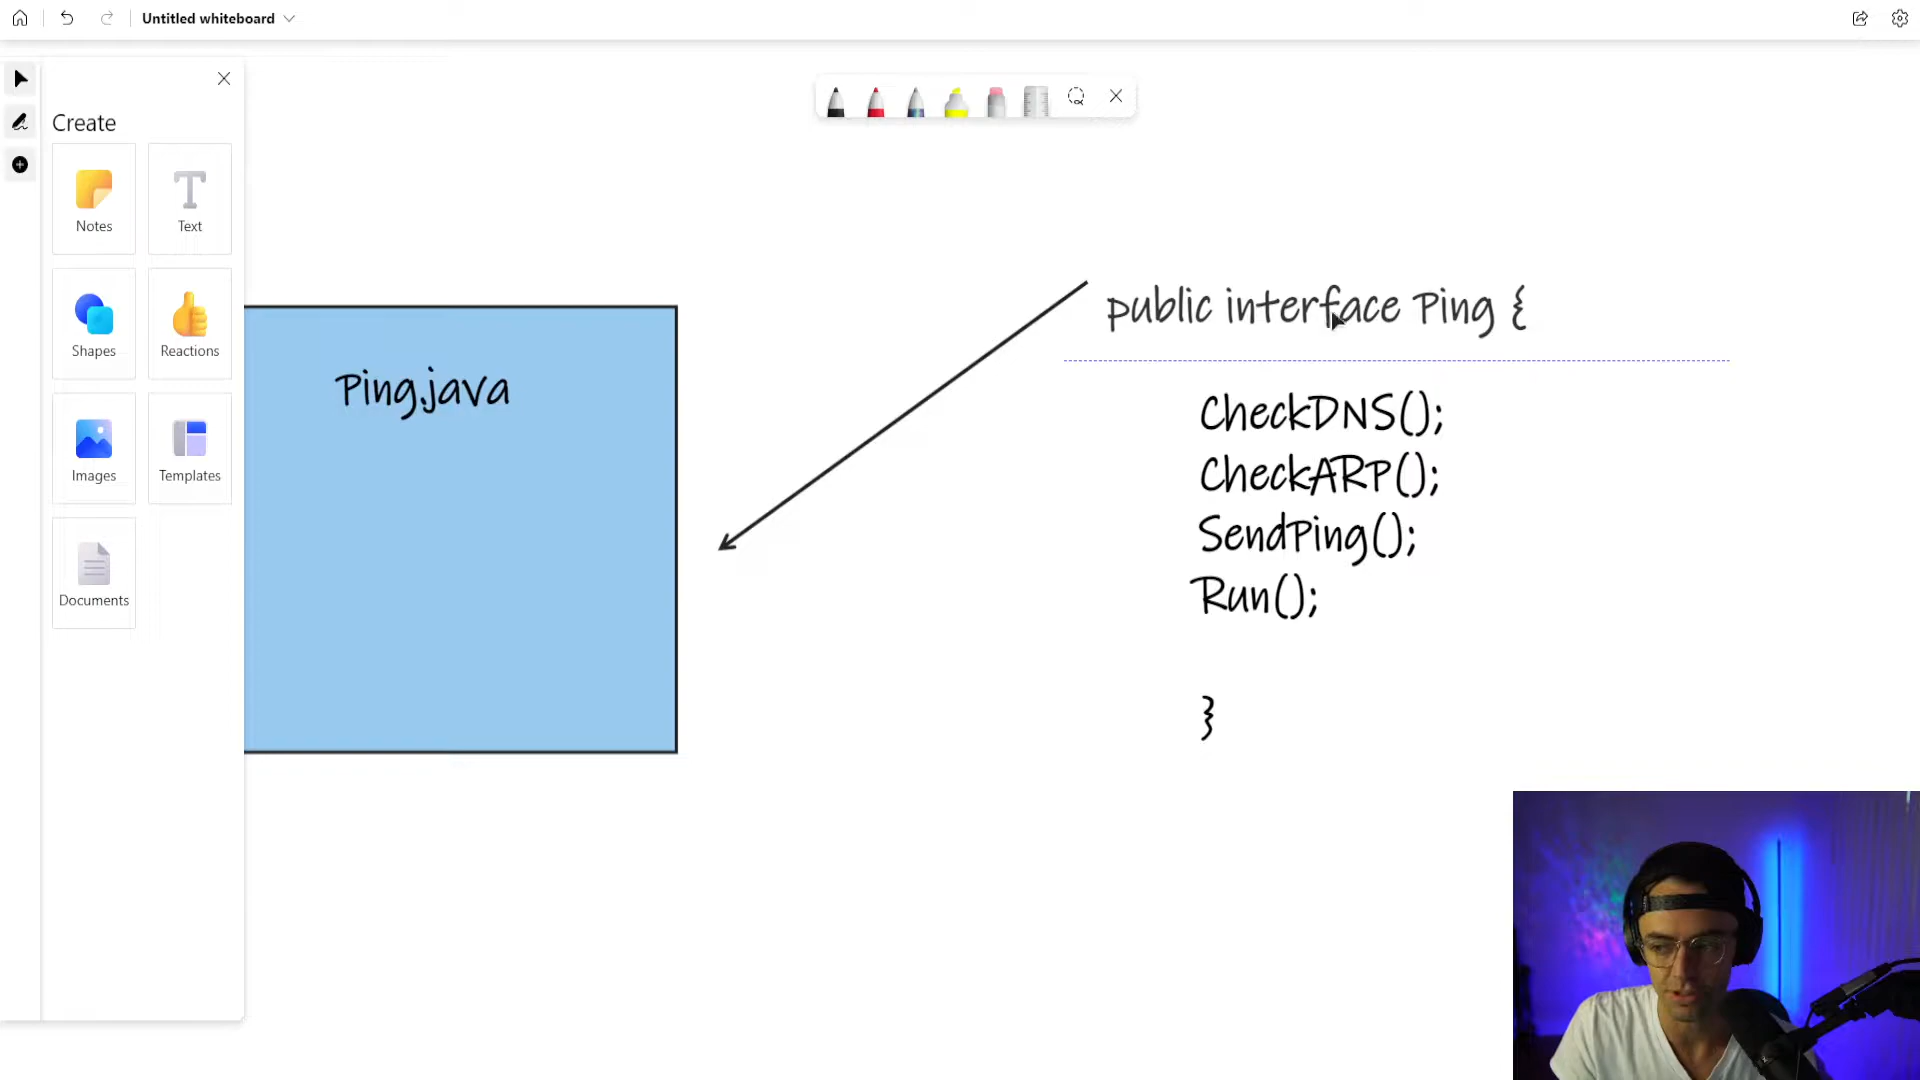 Untitled whiteboard
Create
Notes
Text
Shapes
Reactions
Images
Templates
Documents
Ping.java
public interface Ping {
CheckDNS();
CheckARP();
SendPing();
Run();
}